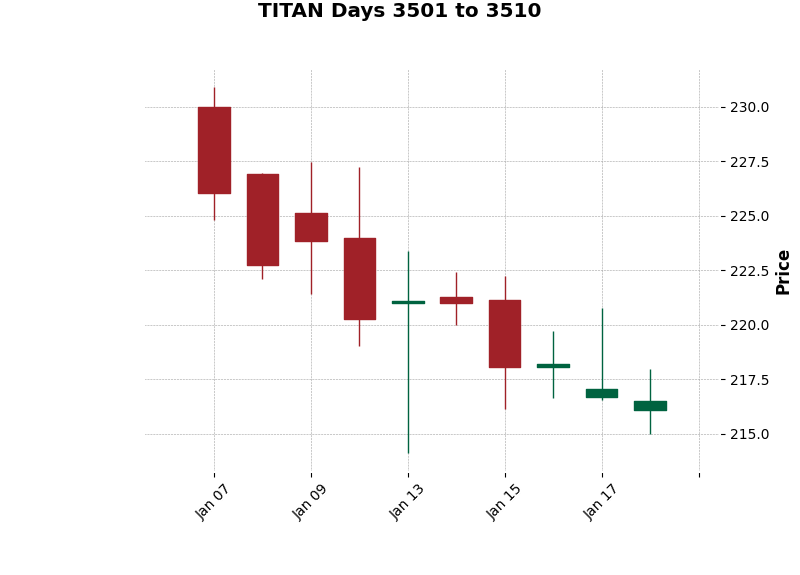 TITAN Days 3501 to 3510
230.0
227.5
225.0
222.5
220.0
217.5
215.0
Price
Jan 07
Jan 09
Jan 13
Jan 15
Jan 17